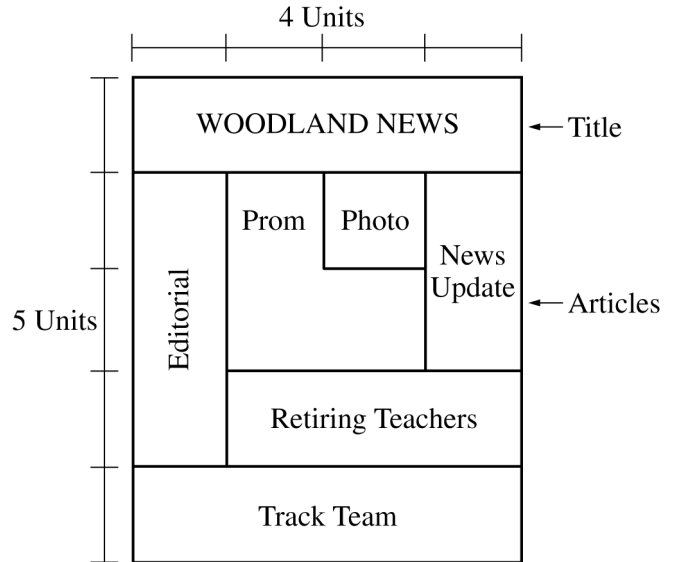 4 Units
WOODLAND NEWS
Title
Prom
Photo
News
Update
Editorial
Articles
5 Units
Retiring Teachers
Track Team